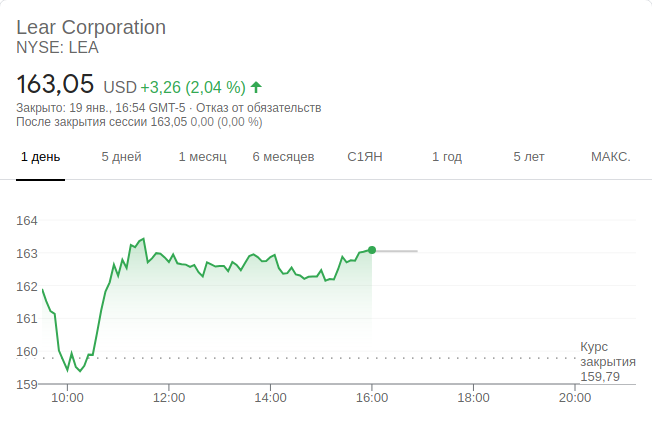 Lear Corporation
NYSE: LEA
163,05 USD +3,26 (2,04 %)
Закрыто: 19 янв., 16:54 GMT-5 · Отказ от обязательств
После закрытия сессии 163,05 0,00 (0,00 %)
1 день 5 дней 1 месяц 6 месяцев С1ЯН 1 год 5 лет МАКС.
164
163
162
161
160
159
Курс
закрытия
159,79
10:00 12:00 14:00 16:00 18:00 20:00